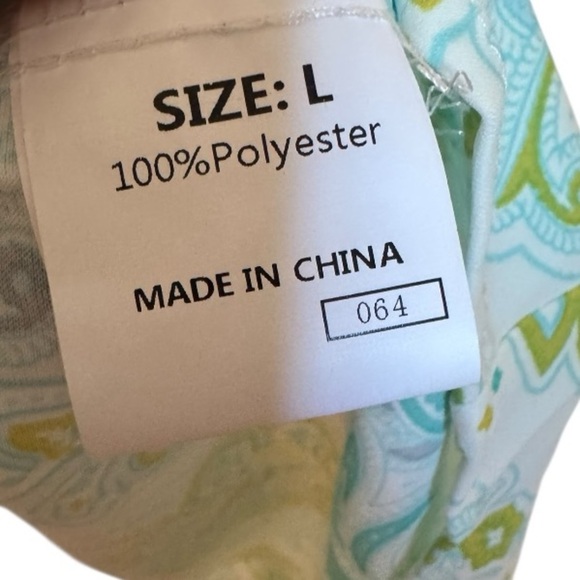 SIZE: L
100%Polyester
MADE IN CHINA
064